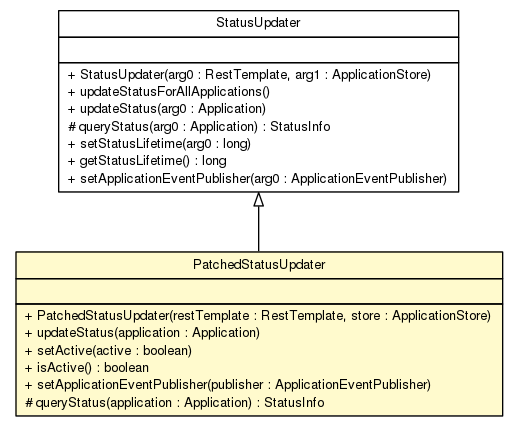 StatusUpdater
+ StatusUpdater(arg0 : RestTemplate, arg1 : ApplicationStore)
+ updateStatusForAllApplications()
+ updateStatus(arg0 : Application)
# queryStatus(arg0 : Application) : StatusInfo
+ setStatusLifetime(arg0 : long)
+ getStatusLifetime() : long
+ setApplicationEventPublisher(arg0 : ApplicationEventPublisher)
PatchedStatusUpdater
+ PatchedStatusUpdater(restTemplate : RestTemplate, store : ApplicationStore)
+ updateStatus(application : Application)
+ setActive(active : boolean)
+ isActive() : boolean
+ setApplicationEventPublisher(publisher : ApplicationEventPublisher)
# queryStatus(application : Application) : StatusInfo